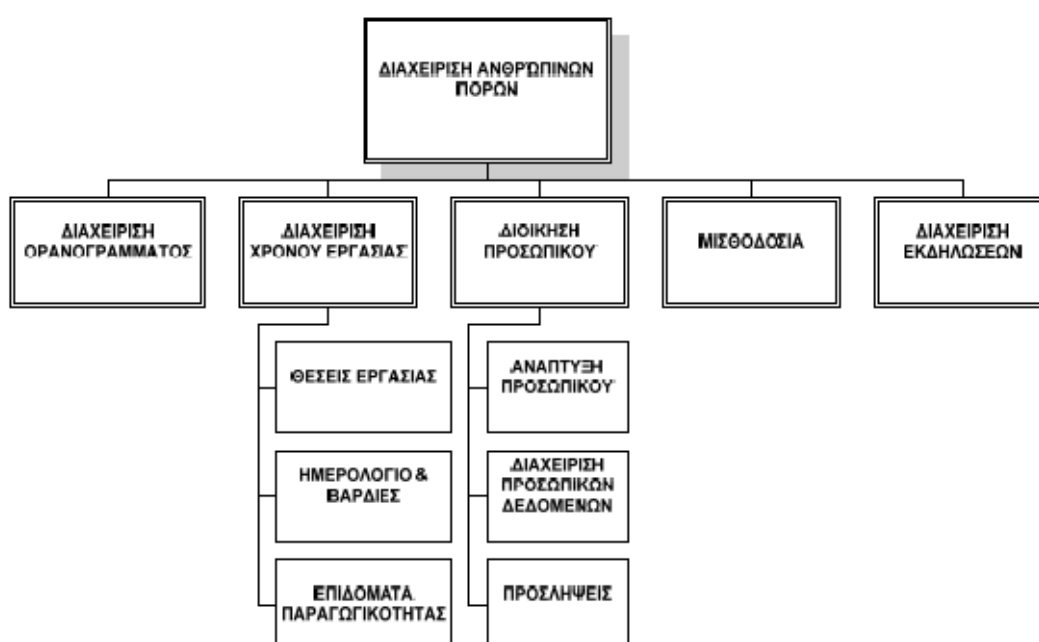 ΔΙΑΧΕΙΡΙΣΗ ΑΝΘΡΏΠΙΝΩΝ
ΠΟΡΩΝ
ΔΙΑΧΕΙΡΙΣΗ
ΟΡΑΝΟΓΡΑΜΜΑΤΟΣ
ΔΙΑΧΕΙΡΙΣΗ
ΧΡΟΝΟΥ ΕΡΓΑΣΙΑΣ
ΔΙΟΙΚΗΣΗ
ΠΡΟΣΩΠΙΚΟΥ
ΜΙΣΘΟΔΟΣΙΑ
ΔΙΑΧΕΙΡΙΣΗ
ΕΚΔΗΛΩΣΕΩΝ
ΘΕΣΕΙΣ ΕΡΓΑΣΙΑΣ
ΑΝΑΠΤΥΞΗ
ΠΡΟΣΩΠΙΚΟΥ
ΗΜΕΡΟΛΟΓΙΟ &
ΒΑΡΔΙΕΣ
ΔΙΑΧΕΙΡΙΣΗ
ΠΡΟΣΩΠΙΚΩΝ
ΔΕΔΟΜΕΝΩΝ
ΕΠΙΔΟΜΑΤΑ
ΠΑΡΑΓΩΓΙΚΟΤΗΤΑΣ
ΠΡΟΣΛΗΨΕΙΣ